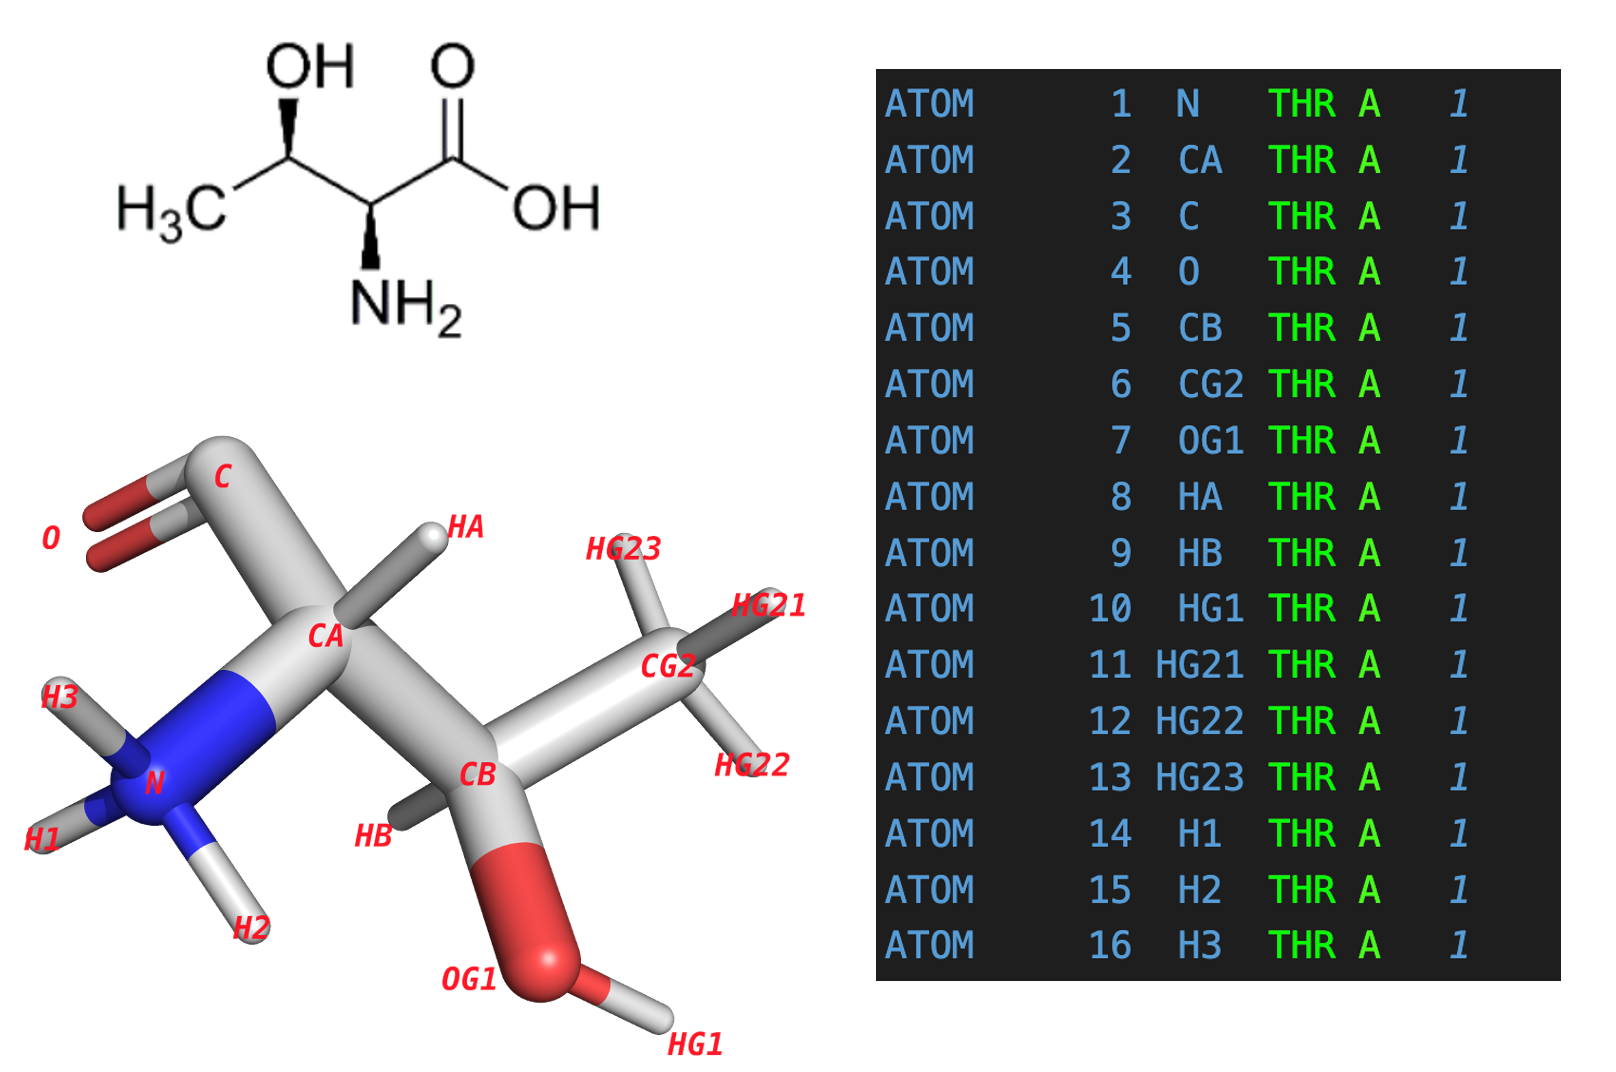 OH O
H3C OH
NH2
C
O
HA
HG23
HG21
CA
CG2
H3
N
CB
HG22
H1
HB
H2
OG1
HG1
ATOM 1 N THR A 1
ATOM 2 CA THR A 1
ATOM 3 C THR A 1
ATOM 4 O THR A 1
ATOM 5 CB THR A 1
ATOM 6 CG2 THR A 1
ATOM 7 OG1 THR A 1
ATOM 8 HA THR A 1
ATOM 9 HB THR A 1
ATOM 10 HG1 THR A 1
ATOM 11 HG21 THR A 1
ATOM 12 HG22 THR A 1
ATOM 13 HG23 THR A 1
ATOM 14 H1 THR A 1
ATOM 15 H2 THR A 1
ATOM 16 H3 THR A 1